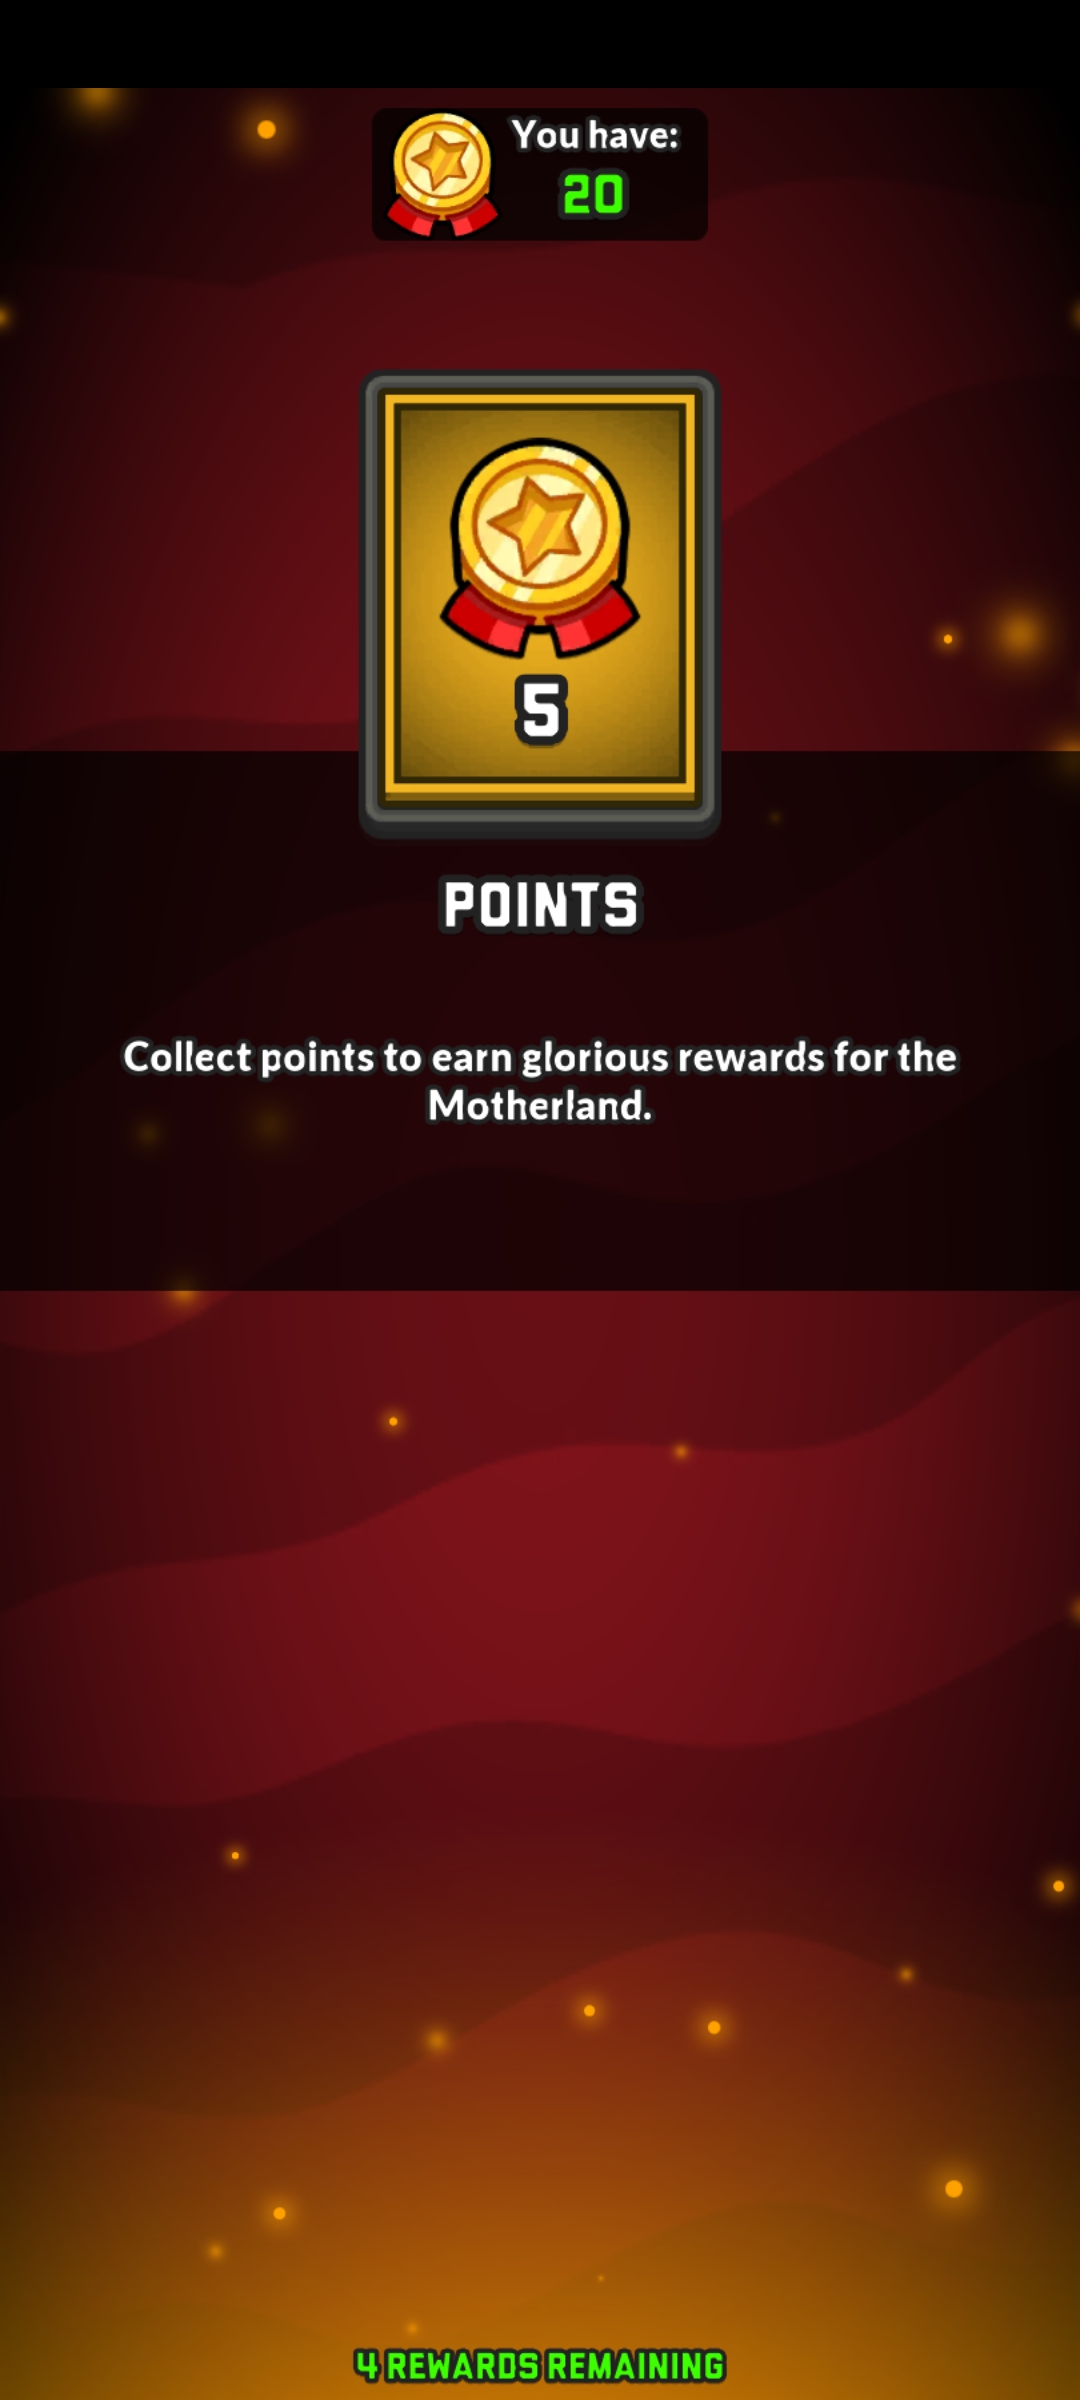 You have:
20
5
POINTS
Collect points to earn glorious rewards for the
Motherland.
4 REWARDS REMAINING